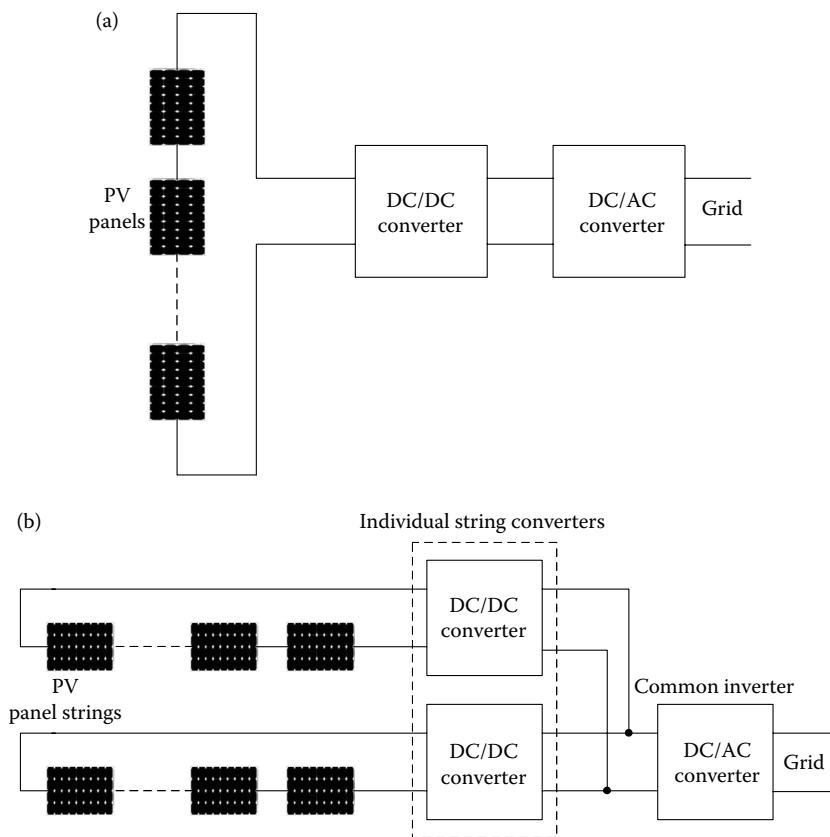 (a)
PV
panels
DC/DC
converter
DC/AC
converter
Grid
(b)
Individual string converters
DC/DC
converter
PV
panel strings
Common inverter
DC/DC
converter
DC/AC
converter
Grid